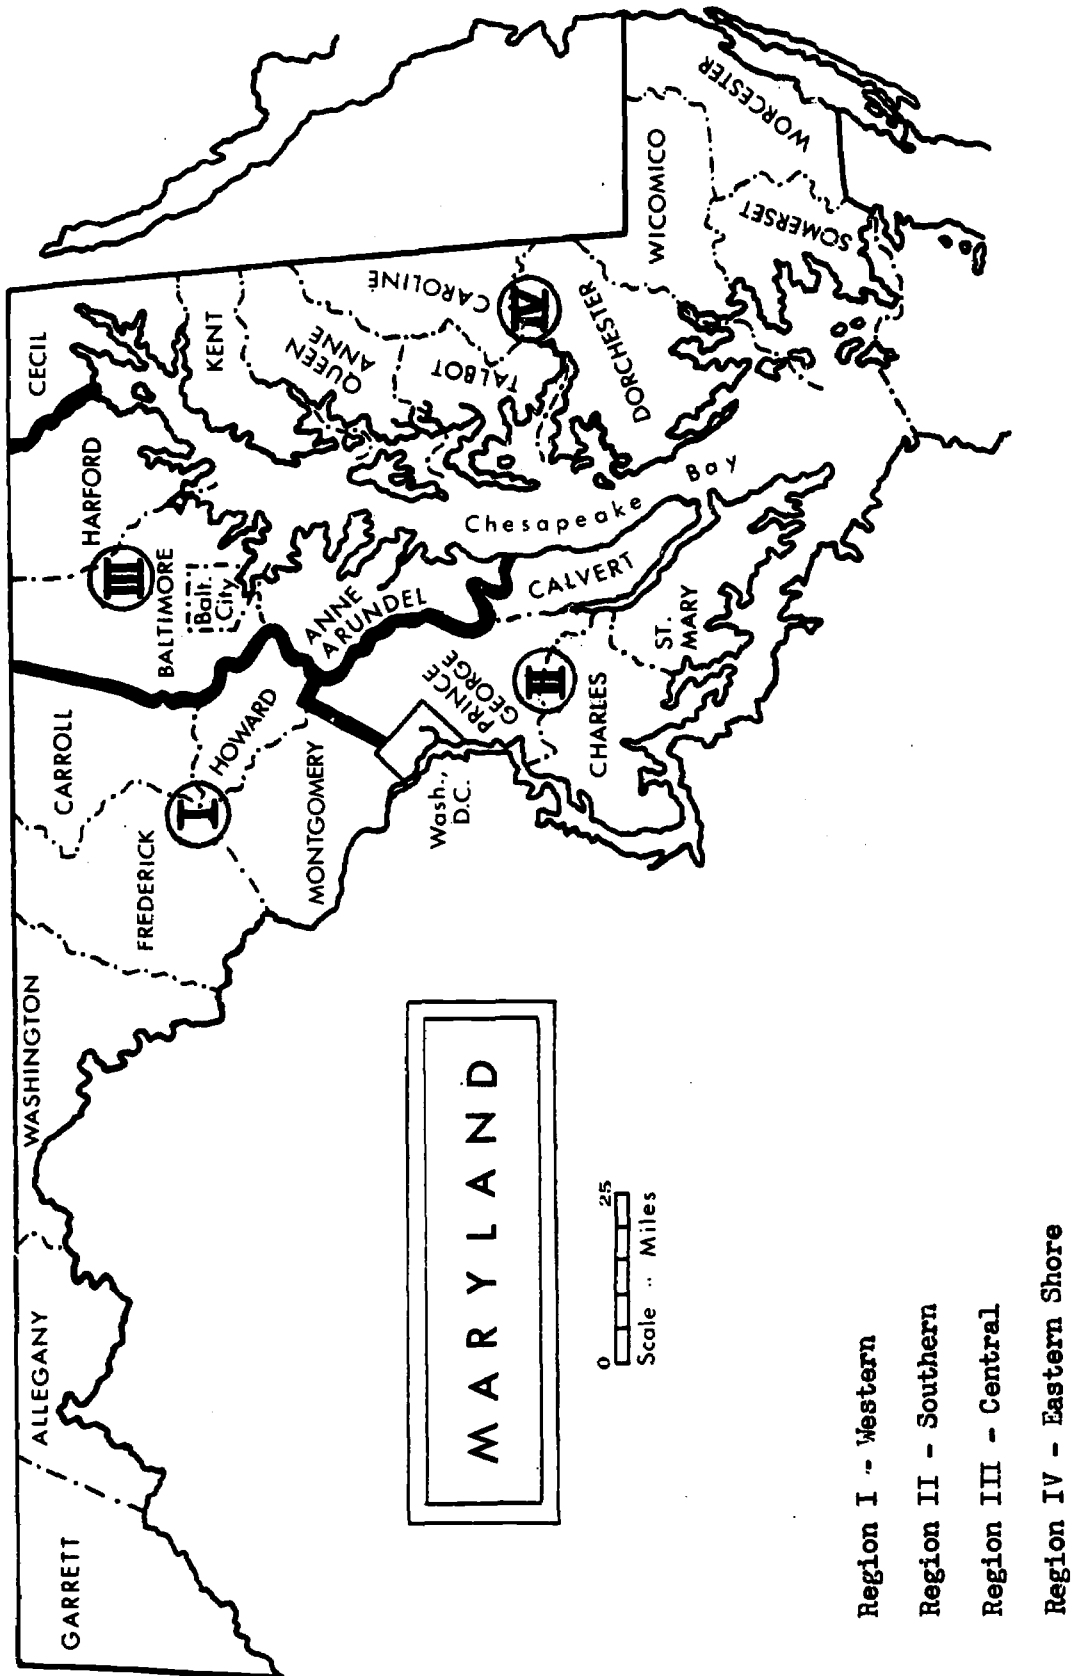 GARRETT
ALLEGANY
WASHINGTON
FREDERICK
CARROLL
I
HOWARD
MONTGOMERY
BALTIMORE
Balt.
City
III
HARFORD
CECIL
KENT
QUEEN
ANNE
CAROLINE
TALBOT
IV
DORCHESTER
WICOMICO
SOMERSET
WORCESTER
ANNE
ARUNDEL
Chesapeake Bay
CALVERT
PRINCE
GEORGE
II
CHARLES
ST.
MARY
Wash.,
D.C.
MARYLAND
0 25
Scale .. Miles
Region I - Western
Region II - Southern
Region III - Central
Region IV - Eastern Shore